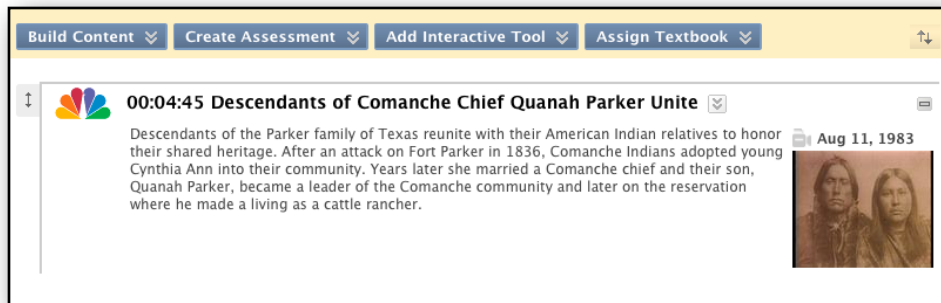 Build Content Create Assessment Add Interactive Tool Assign Textbook
00:04:45 Descendants of Comanche Chief Quanah Parker Unite
Descendants of the Parker family of Texas reunite with their American Indian relatives to honor
their shared heritage. After an attack on Fort Parker in 1836, Comanche Indians adopted young
Cynthia Ann into their community. Years later she married a Comanche chief and their son,
Quanah Parker, became a leader of the Comanche community and later on the reservation
where he made a living as a cattle rancher.
Aug 11, 1983